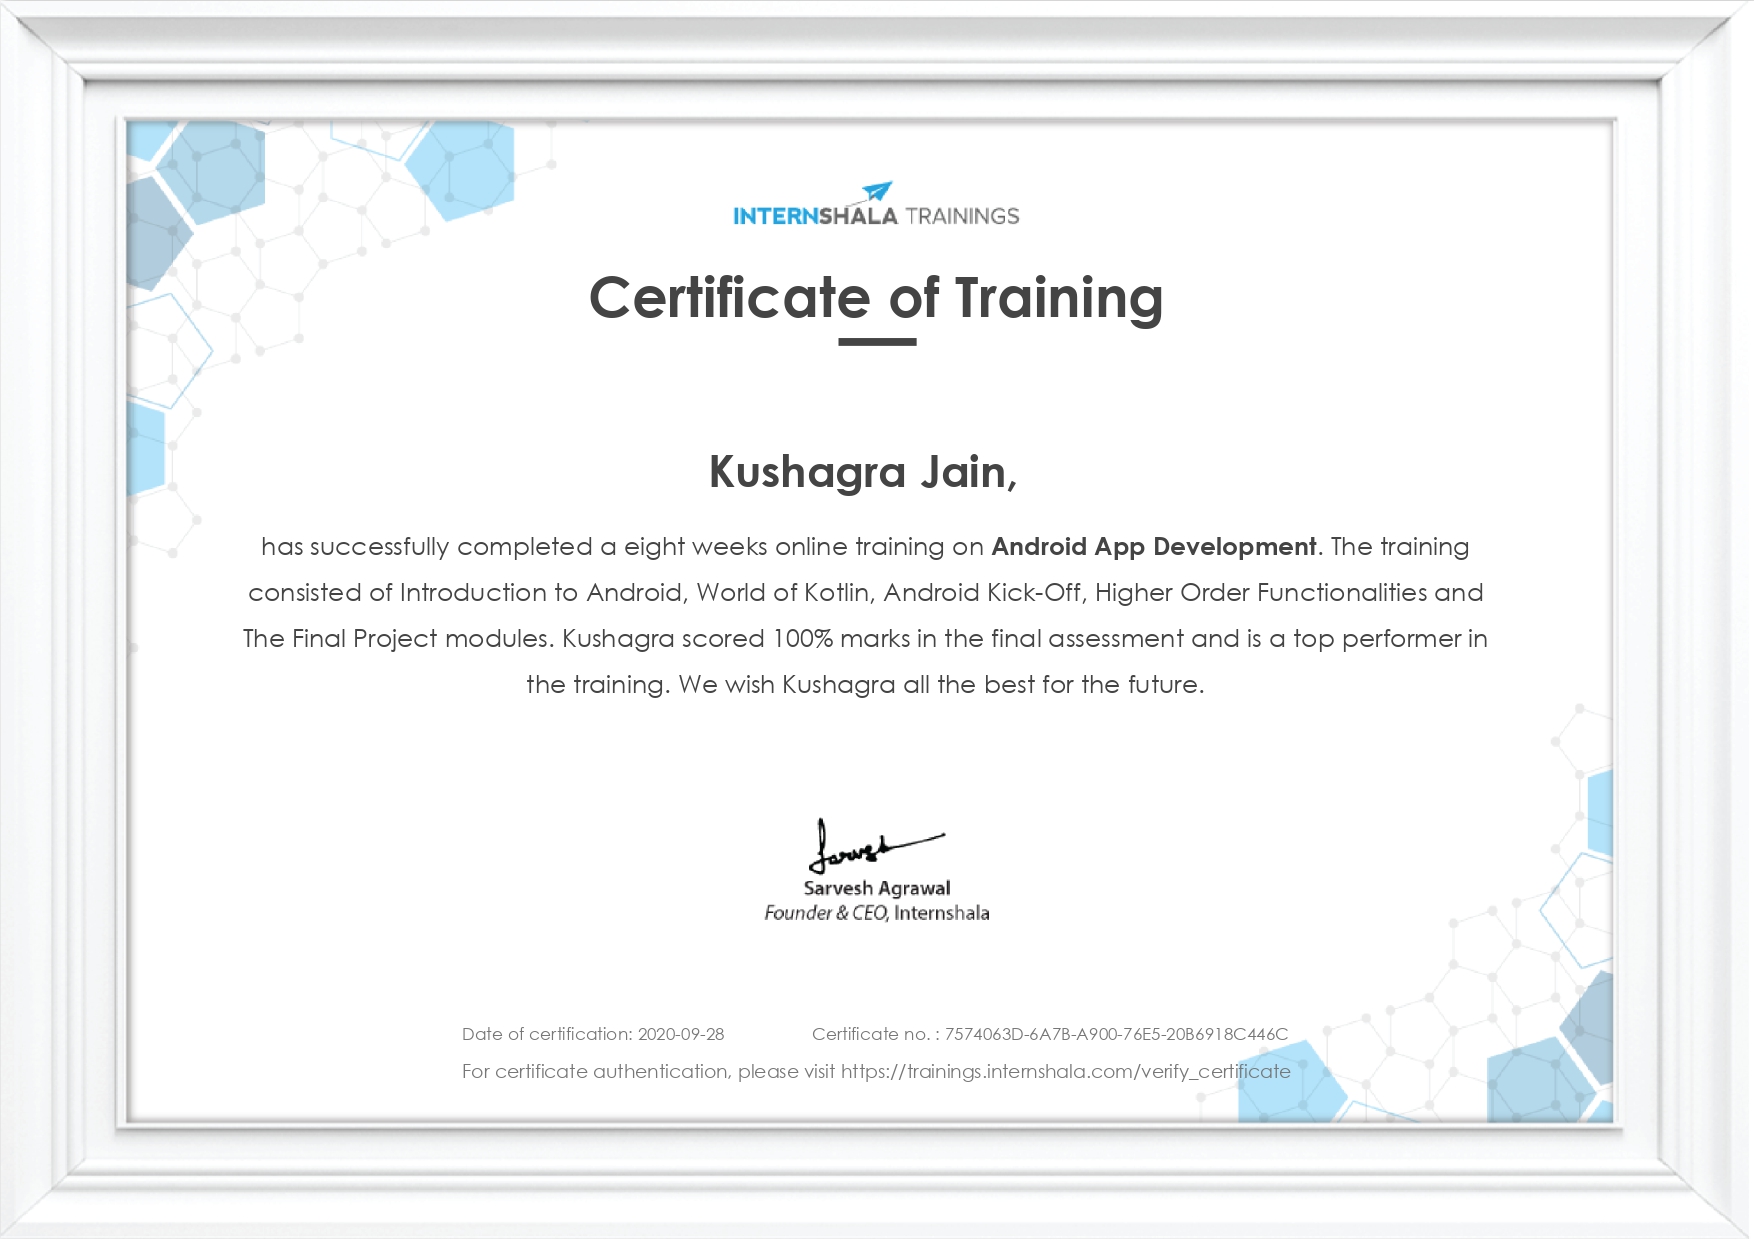 INTERNSHALA TRAININGS
Certificate of Training
Kushagra Jain,
has successfully completed a eight weeks online training on Android App Development. The training
consisted of Introduction to Android, World of Kotlin, Android Kick-Off, Higher Order Functionalities and
The Final Project modules. Kushagra scored 100% marks in the final assessment and is a top performer in
the training. We wish Kushagra all the best for the future.
Sarvesh
Sarvesh Agrawal
Founder & CEO, Internshala
Date of certification: 2020-09-28 Certificate no. : 7574063D-6A7B-A900-76E5-20B6918C446C
For certificate authentication, please visit https://trainings.internshala.com/verify_certificate